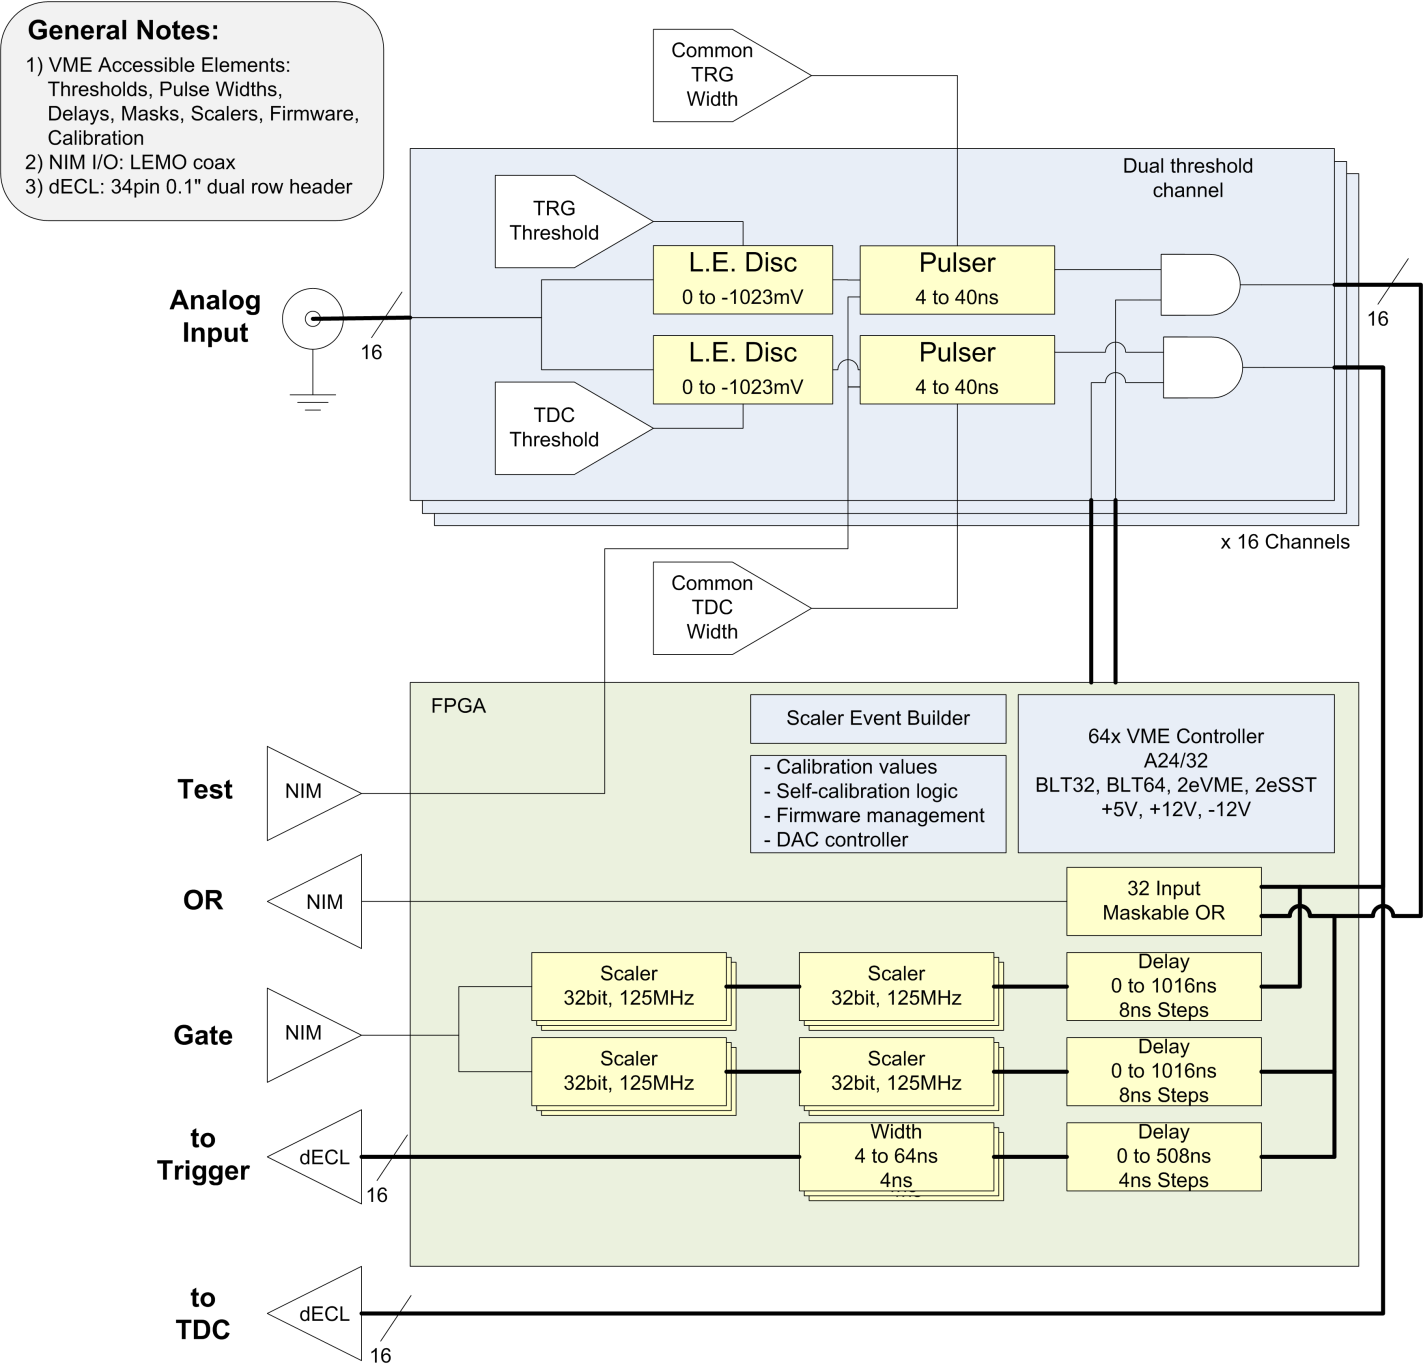 General Notes:
1) VME Accessible Elements:
Thresholds, Pulse Widths,
Delays, Masks, Scalers, Firmware,
Calibration
2) NIM I/O: LEMO coax
3) dECL: 34pin 0.1" dual row header
Common
TRG
Width
Dual threshold
channel
TRG
Threshold
L.E. Disc
0 to -1023mV
Pulser
4 to 40ns
Analog
Input
16
16
L.E. Disc
0 to -1023mV
Pulser
4 to 40ns
TDC
Threshold
x 16 Channels
Common
TDC
Width
FPGA
Scaler Event Builder
- Calibration values
- Self-calibration logic
- Firmware management
- DAC controller
64x VME Controller
A24/32
BLT32, BLT64, 2eVME, 2eSST
+5V, +12V, -12V
Test
NIM
OR
NIM
32 Input
Maskable OR
Gate
NIM
Scaler
32bit, 125MHz
Scaler
32bit, 125MHz
Delay
0 to 1016ns
8ns Steps
Scaler
32bit, 125MHz
Scaler
32bit, 125MHz
Delay
0 to 1016ns
8ns Steps
to
Trigger
dECL
16
Width
4 to 64ns
4ns
Delay
0 to 508ns
4ns Steps
to
TDC
dECL
16